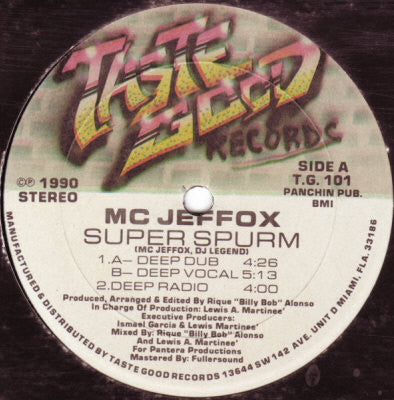 TASTE
GOOD
RECORDS
SIDE A
T.G. 101
PANCHIN PUB.
BMI
℗© 1990
STEREO
MC JEFFOX
SUPER SPURM
(MC JEFFOX, DJ LEGEND)
1.A– DEEP DUB 4:26
B– DEEP VOCAL 5:13
2.DEEP RADIO 4:00
Produced, Arranged & Edited By Rique "Billy Bob" Alonso
In Charge Of Production: Lewis A. Martinee'
Executive Producers:
Ismael Garcia & Lewis Martinee'
Mixed By: Rique "Billy Bob" Alonso
And Lewis A. Martinee'
For Pantera Productions
Mastered By: Fullersound
MANUFACTURED & DISTRIBUTED BY TASTE GOOD RECORDS 13644 SW 142 AVE. UNIT D MIAMI, FLA. 33186